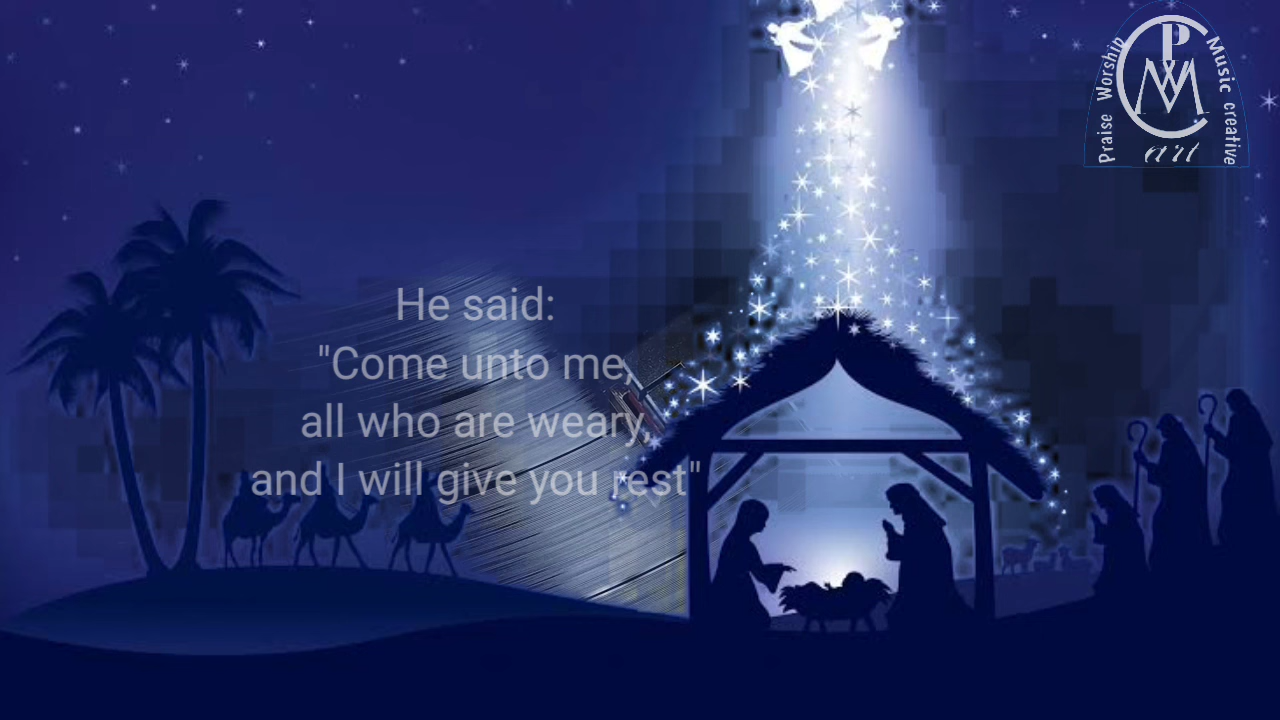 He said:
"Come unto me,
all who are weary,
and I will give you rest"
Praise Worship
Music creative
PWMC
art